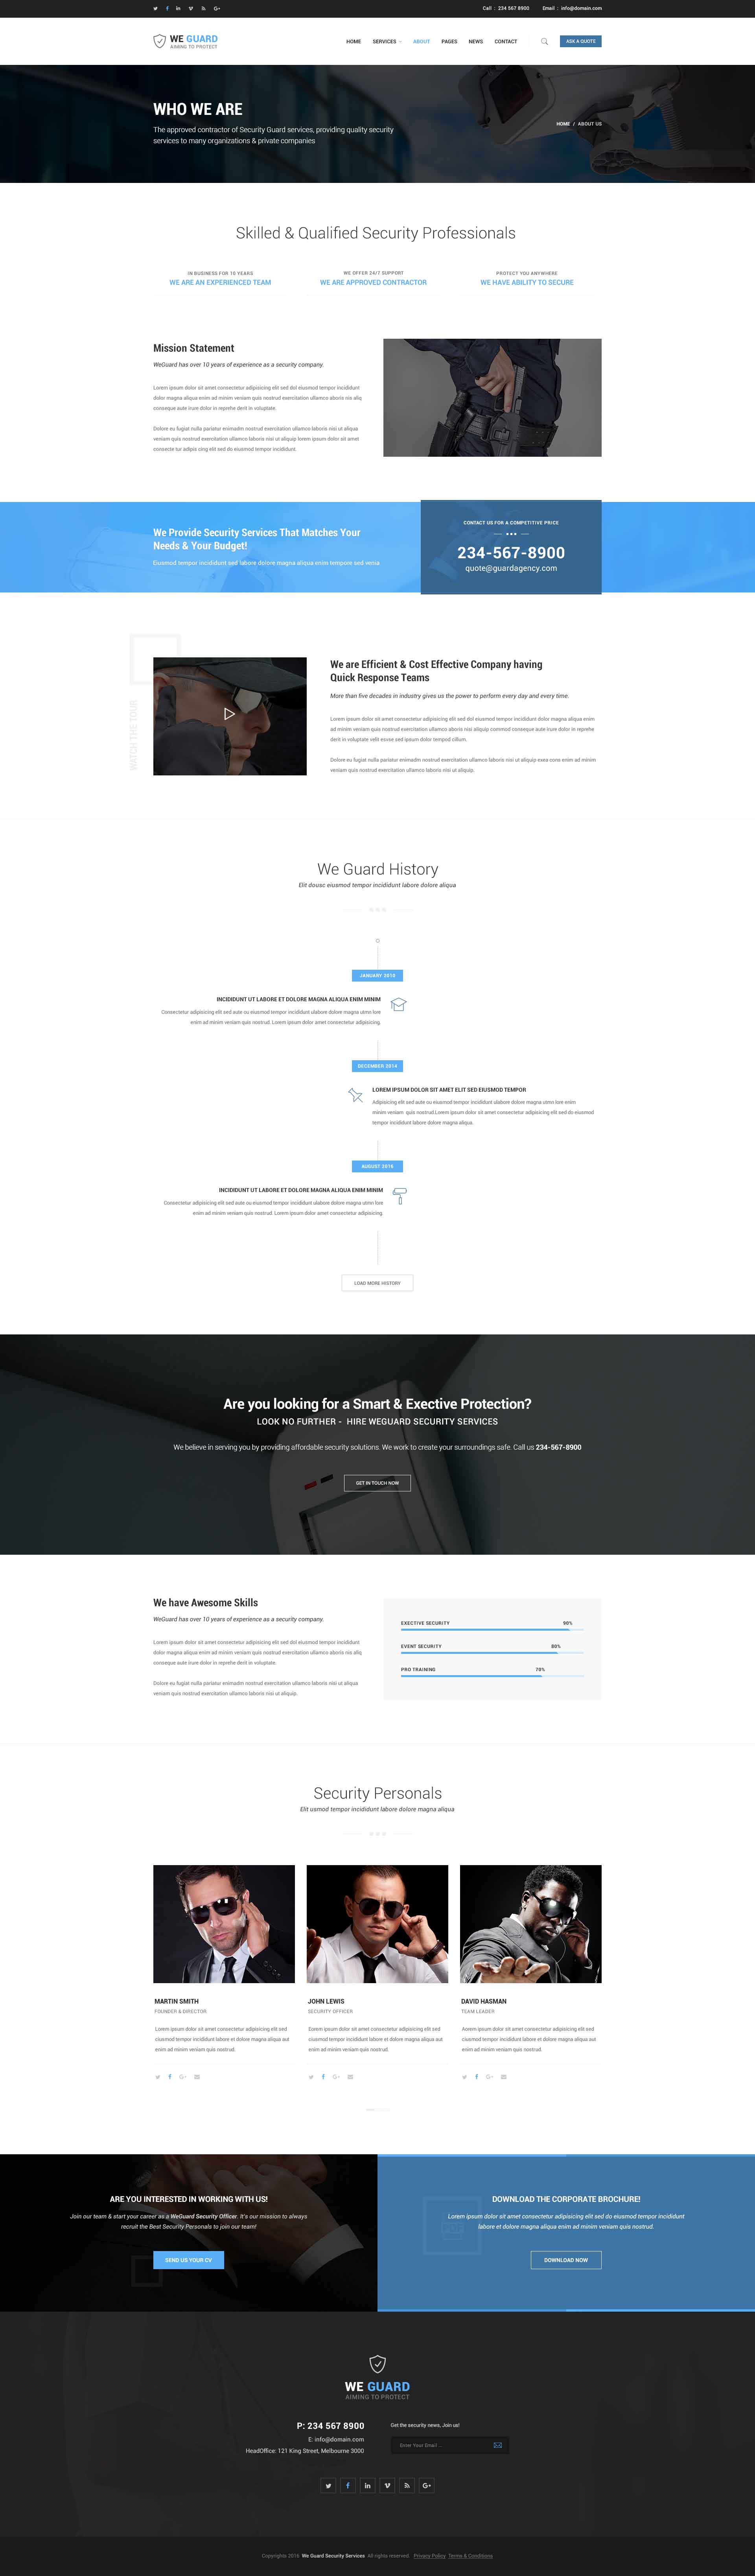 Call : 234 567 8900 Email : info@domain.com
WE GUARD
AIMING TO PROTECT
HOME SERVICES ABOUT PAGES NEWS CONTACT ASK A QUOTE
WHO WE ARE
The approved contractor of Security Guard services, providing quality security
services to many organizations & private companies
HOME / ABOUT US
Skilled & Qualified Security Professionals
IN BUSINESS FOR 10 YEARS
WE ARE AN EXPERIENCED TEAM
WE OFFER 24/7 SUPPORT
WE ARE APPROVED CONTRACTOR
PROTECT YOU ANYWHERE
WE HAVE ABILITY TO SECURE
Mission Statement
WeGuard has over 10 years of experience as a security company.
Lorem ipsum dolor sit amet consectetur adipisicing elit sed dol eiusmod tempor incididunt
dolor magna aliqua enim ad minim veniam quis nostrud exercitation ullamco aboris nis aliq
conseque aute irure dolor in reprehe derit in voluptate.
Dolore eu fugiat nulla pariatur enimadm nostrud exercitation ullamco laboris nisi ut aliqua
veniam quis nostrud exercitation ullamco laboris nisi ut aliquip lorem ipsum dolor sit amet
consecte tur adipis cing elit sed do eiusmod tempor incididunt.
We Provide Security Services That Matches Your
Needs & Your Budget!
Eiusmod tempor incididunt sed labore dolore magna aliqua enim tempore sed venia.
CONTACT US FOR A COMPETITIVE PRICE
234-567-8900
quote@guardagency.com
WATCH THE TOUR
We are Efficient & Cost Effective Company having
Quick Response Teams
More than five decades in industry gives us the power to perform every day and every time.
Lorem ipsum dolor sit amet consectetur adipisicing elit sed dol eiusmod tempor incididunt dolor magna aliqua enim
ad minim veniam quis nostrud exercitation ullamco laboris nisi aliquip commod conseque aute irure dolor in reprehe
derit in voluptate velit esvse sed ipsum dolor tempod cillum.
Dolore eu fugiat nulla pariatur enimadm nostrud exercitation ullamco laboris nisi ut aliquip exea cons enim ad minim
veniam quis nostrud exercitation ullamco laboris nisi ut aliquip.
We Guard History
Elit dousc eiusmod tempor incididunt labore dolore aliqua
JANUARY 2010
INCIDIDUNT UT LABORE ET DOLORE MAGNA ALIQUA ENIM MINIM
Consectetur adipisicing elit sed aute ou eiusmod tempor incididunt ulabore dolore magna utmn lore
enim ad minim veniam quis nostrud. Lorem ipsum dolor amet consectetur adipisicing.
DECEMBER 2014
LOREM IPSUM DOLOR SIT AMET ELIT SED EIUSMOD TEMPOR
Adipisicing elit sed aute ou eiusmod tempor incididunt ulabore dolore magna utmn lore enim
minim veniam quis nostrud.Lorem ipsum dolor sit amet consectetur adipisicing elit sed do eiusmod
tempor incididunt labore dolore magna aliqua.
AUGUST 2016
INCIDIDUNT UT LABORE ET DOLORE MAGNA ALIQUA ENIM MINIM
Consectetur adipisicing elit sed aute ou eiusmod tempor incididunt ulabore dolore magna utmn lore
enim ad minim veniam quis nostrud. Lorem ipsum dolor amet consectetur adipisicing.
LOAD MORE HISTORY
Are you looking for a Smart & Exective Protection?
LOOK NO FURTHER - HIRE WEGUARD SECURITY SERVICES
We believe in serving you by providing affordable security solutions. We work to create your surroundings safe. Call us 234-567-8900
GET IN TOUCH NOW
We have Awesome Skills
WeGuard has over 10 years of experience as a security company.
Lorem ipsum dolor sit amet consectetur adipisicing elit sed dol eiusmod tempor incididunt
dolor magna aliqua enim ad minim veniam quis nostrud exercitation ullamco aboris nis aliq
conseque aute irure dolor in reprehe derit in voluptate.
Dolore eu fugiat nulla pariatur enimadm nostrud exercitation ullamco laboris nisi ut aliqua
veniam quis nostrud exercitation ullamco laboris nisi ut aliquip.
EXECTIVE SECURITY 90%
EVENT SECURITY 80%
PRO TRAINING 70%
Security Personals
Elit usmod tempor incididunt labore dolore magna aliqua
MARTIN SMITH
FOUNDER & DIRECTOR
Lorem ipsum dolor sit amet consectetur adipisicing elit sed
ciusmad tempor incididunt labore et dolore magna aliqua aut
enim ad minim veniam quis nostrud.
JOHN LEWIS
SECURITY OFFICER
Eorem ipsum dolor sit amet consectetur adipisicing elit sed
ciusmad tempor incididunt labore et dolore magna aliqua aut
enim ad minim veniam quis nostrud.
DAVID HASMAN
TEAM LEADER
Aorem ipsum dolor sit amet consectetur adipisicing elit sed
ciusmad tempor incididunt labore et dolore magna aliqua aut
enim ad minim veniam quis nostrud.
ARE YOU INTERESTED IN WORKING WITH US!
Join our team & start your career as a WeGuard Security Officer. It's our mission to always
recruit the Best Security Personals to join our team!
SEND US YOUR CV
DOWNLOAD THE CORPORATE BROCHURE!
Lorem ipsum dolor sit amet consectetur adipisicing elit sed do eiusmod tempor incididunt
labore et dolore magna aliqua enim ad minim veniam quis nostrud.
DOWNLOAD NOW
WE GUARD
AIMING TO PROTECT
P: 234 567 8900
E: info@domain.com
HeadOffice: 121 King Street, Melbourne 3000
Get the security news, Join us!
Enter Your Email ...
Copyrights 2016 We Guard Security Services All rights reserved. Privacy Policy Terms & Conditions